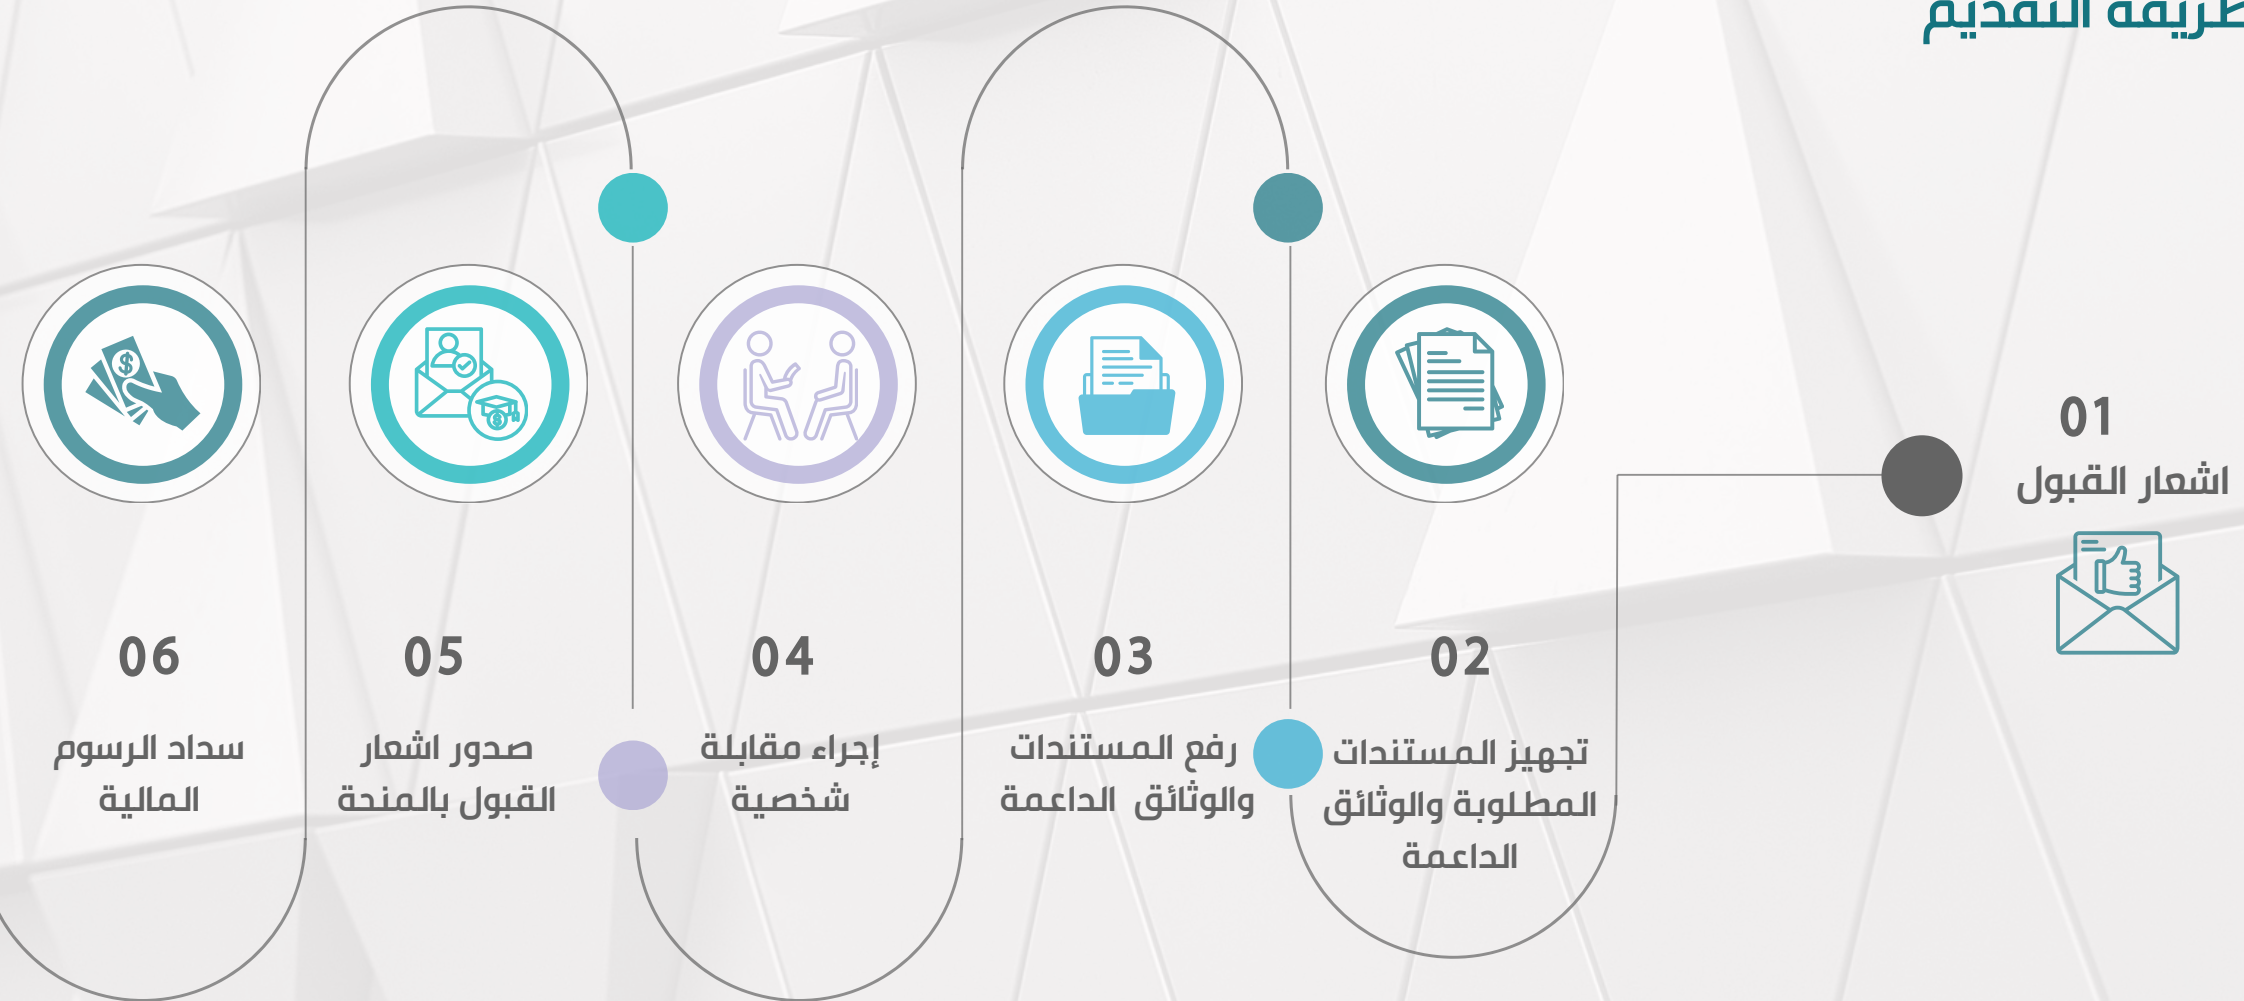 طريقة التقديم
01
اشعار القبول
02
تجهيز المستندات
المطلوبة والوثائق
الداعمة
03
رفع المستندات
والوثائق الداعمة
04
إجراء مقابلة
شخصية
05
صدور اشعار
القبول بالمنحة
06
سداد الرسوم
المالية